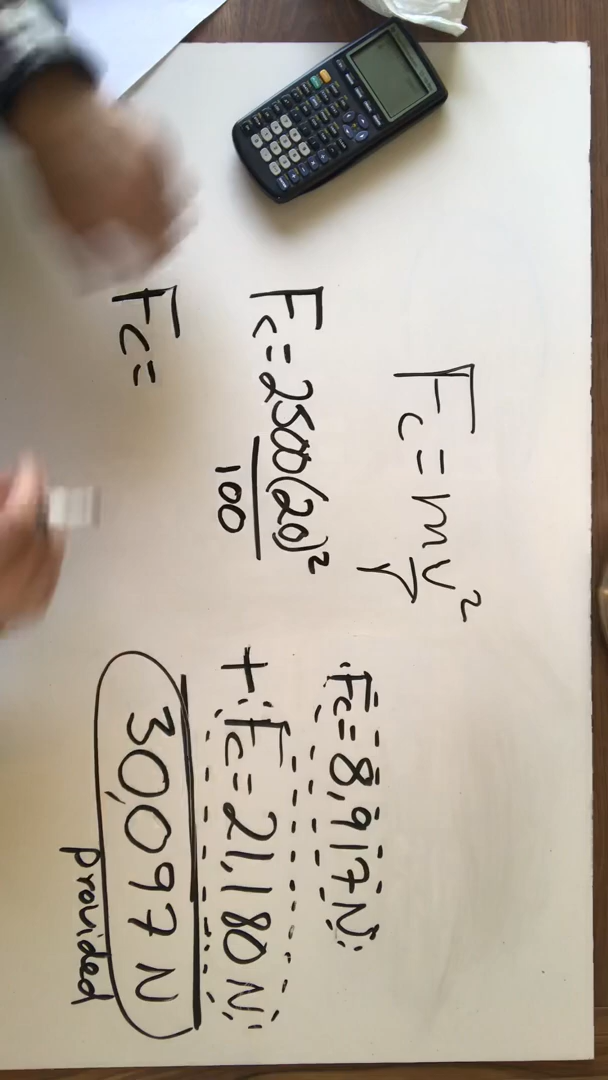 Fc = mv²
r
Fc = 2500(20)²
100
Fc =
Fc = 8,917 N
+ Fc = 21,180 N
30,097 N
provided